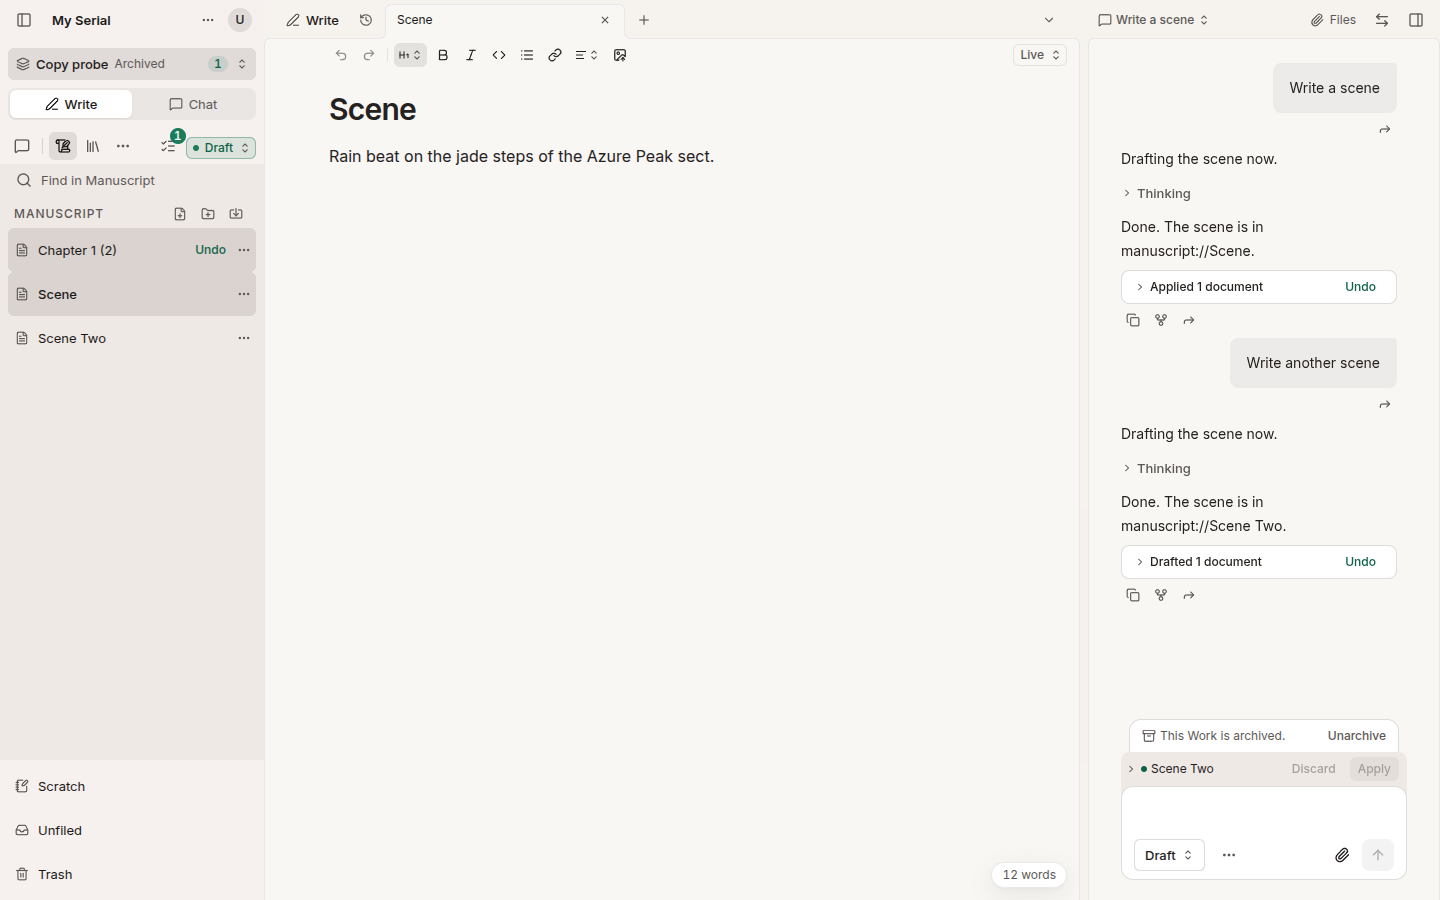 My Serial
U
Write
Scene
Write a scene
Files
Copy probe Archived 1
H1
Live
Write
Chat
1
Draft
Find in Manuscript
MANUSCRIPT
Chapter 1 (2) Undo
Scene
Scene Two
Scratch
Unfiled
Trash
Scene
Rain beat on the jade steps of the Azure Peak sect.
12 words
Write a scene
Drafting the scene now.
Thinking
Done. The scene is in
manuscript://Scene.
Applied 1 document Undo
Write another scene
Drafting the scene now.
Thinking
Done. The scene is in
manuscript://Scene Two.
Drafted 1 document Undo
This Work is archived. Unarchive
Scene Two Discard Apply
Draft